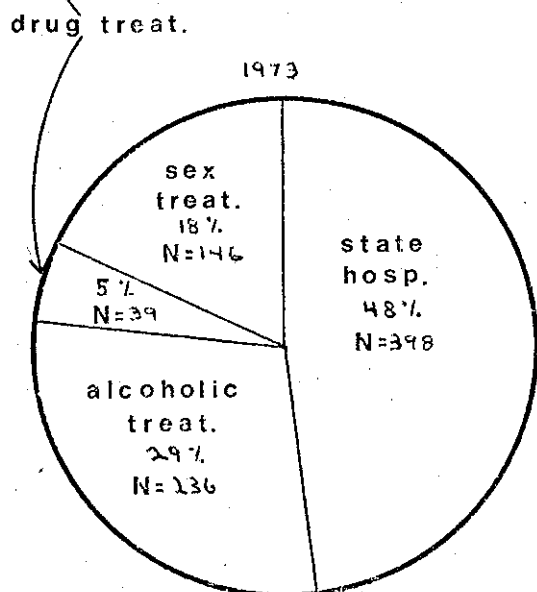 drug treat.
1973
sex
treat.
18%
N=146
state
hosp.
48%
N=398
5%
N=39
alcoholic
treat.
29%
N=236